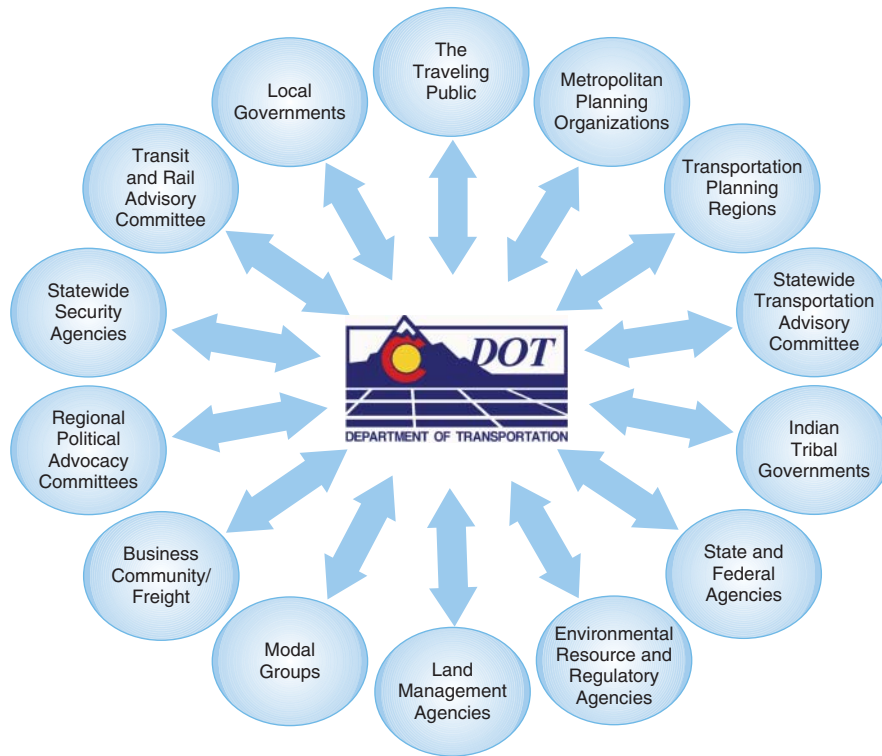 The
Traveling
Public
Metropolitan
Planning
Organizations
Transportation
Planning
Regions
Statewide
Transportation
Advisory
Committee
Indian
Tribal
Governments
State and
Federal
Agencies
Environmental
Resource and
Regulatory
Agencies
Land
Management
Agencies
Modal
Groups
Business
Community/
Freight
Regional
Political
Advocacy
Committees
Statewide
Security
Agencies
Transit
and Rail
Advisory
Committee
Local
Governments
C DOT
DEPARTMENT OF TRANSPORTATION